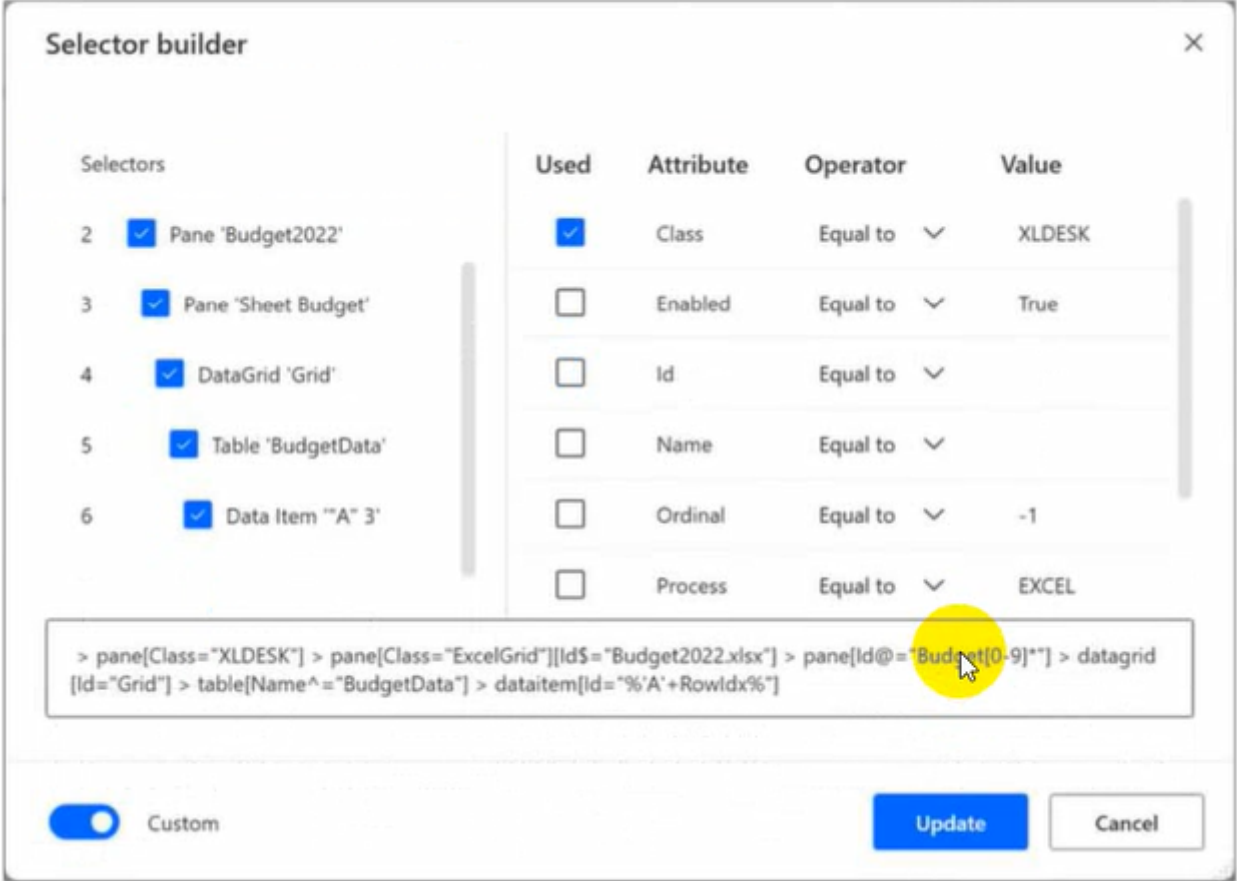 Selector builder
Selectors
Used Attribute Operator Value
2 Pane 'Budget2022' Class Equal to XLDESK
3 Pane 'Sheet Budget' Enabled Equal to True
4 DataGrid 'Grid' Id Equal to
5 Table 'BudgetData' Name Equal to
6 Data Item '"A" 3' Ordinal Equal to -1
Process Equal to EXCEL
> pane[Class="XLDESK"] > pane[Class="ExcelGrid"][Id$="Budget2022.xlsx"] > pane[Id@="Budget[0-9]*"] > datagrid
[Id="Grid"] > table[Name^="BudgetData"] > dataitem[Id="%'A'+RowIdx%"]
Custom
Update Cancel